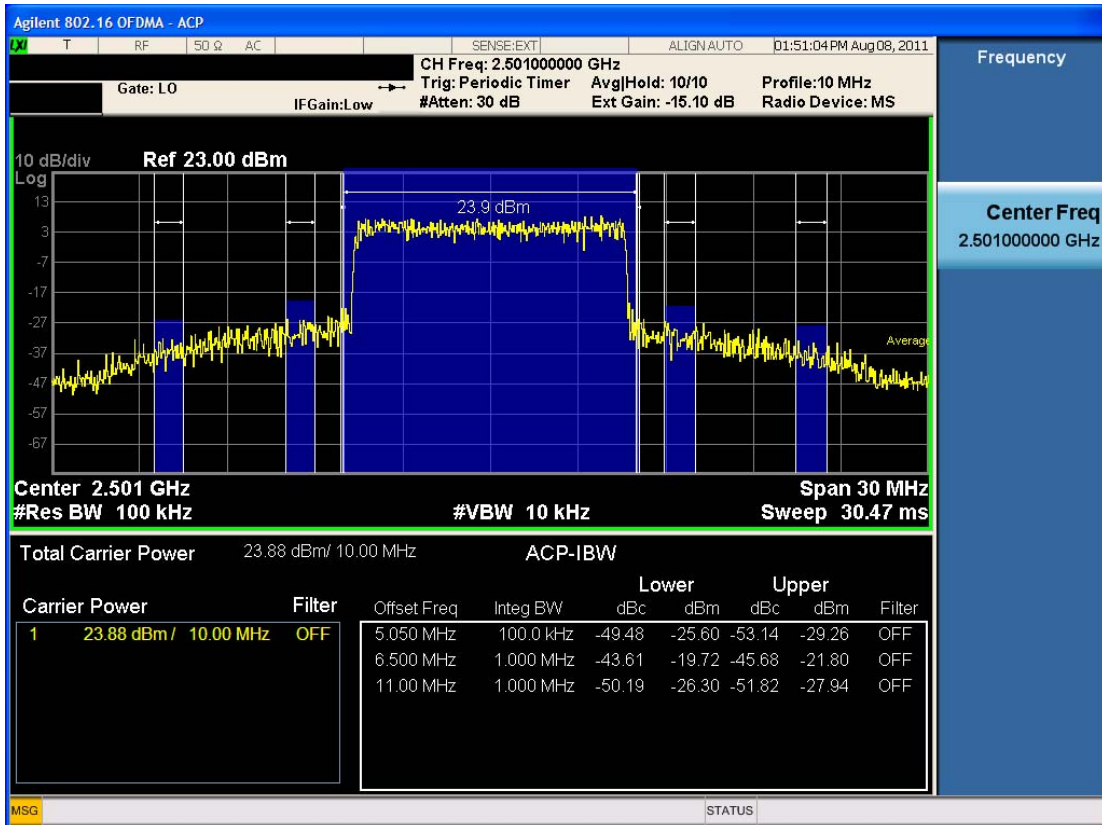 Agilent 802.16 OFDMA - ACP
LXI T RF 50 Ω AC SENSE:EXT ALIGN AUTO 01:51:04 PM Aug 08, 2011
CH Freq: 2.501000000 GHz
Gate: LO Trig: Periodic Timer Avg|Hold: 10/10 Profile:10 MHz
IFGain:Low #Atten: 30 dB Ext Gain: -15.10 dB Radio Device: MS
Frequency
Center Freq
2.501000000 GHz
10 dB/div Ref 23.00 dBm
Log
13
3
-7
-17
-27
-37
-47
-57
-67
23.9 dBm
Average
Center 2.501 GHz Span 30 MHz
#Res BW 100 kHz #VBW 10 kHz Sweep 30.47 ms
Total Carrier Power 23.88 dBm/ 10.00 MHz ACP-IBW
Lower Upper
Carrier Power Filter Offset Freq Integ BW dBc dBm dBc dBm Filter
1 23.88 dBm / 10.00 MHz OFF 5.050 MHz 100.0 kHz -49.48 -25.60 -53.14 -29.26 OFF
6.500 MHz 1.000 MHz -43.61 -19.72 -45.68 -21.80 OFF
11.00 MHz 1.000 MHz -50.19 -26.30 -51.82 -27.94 OFF
MSG STATUS